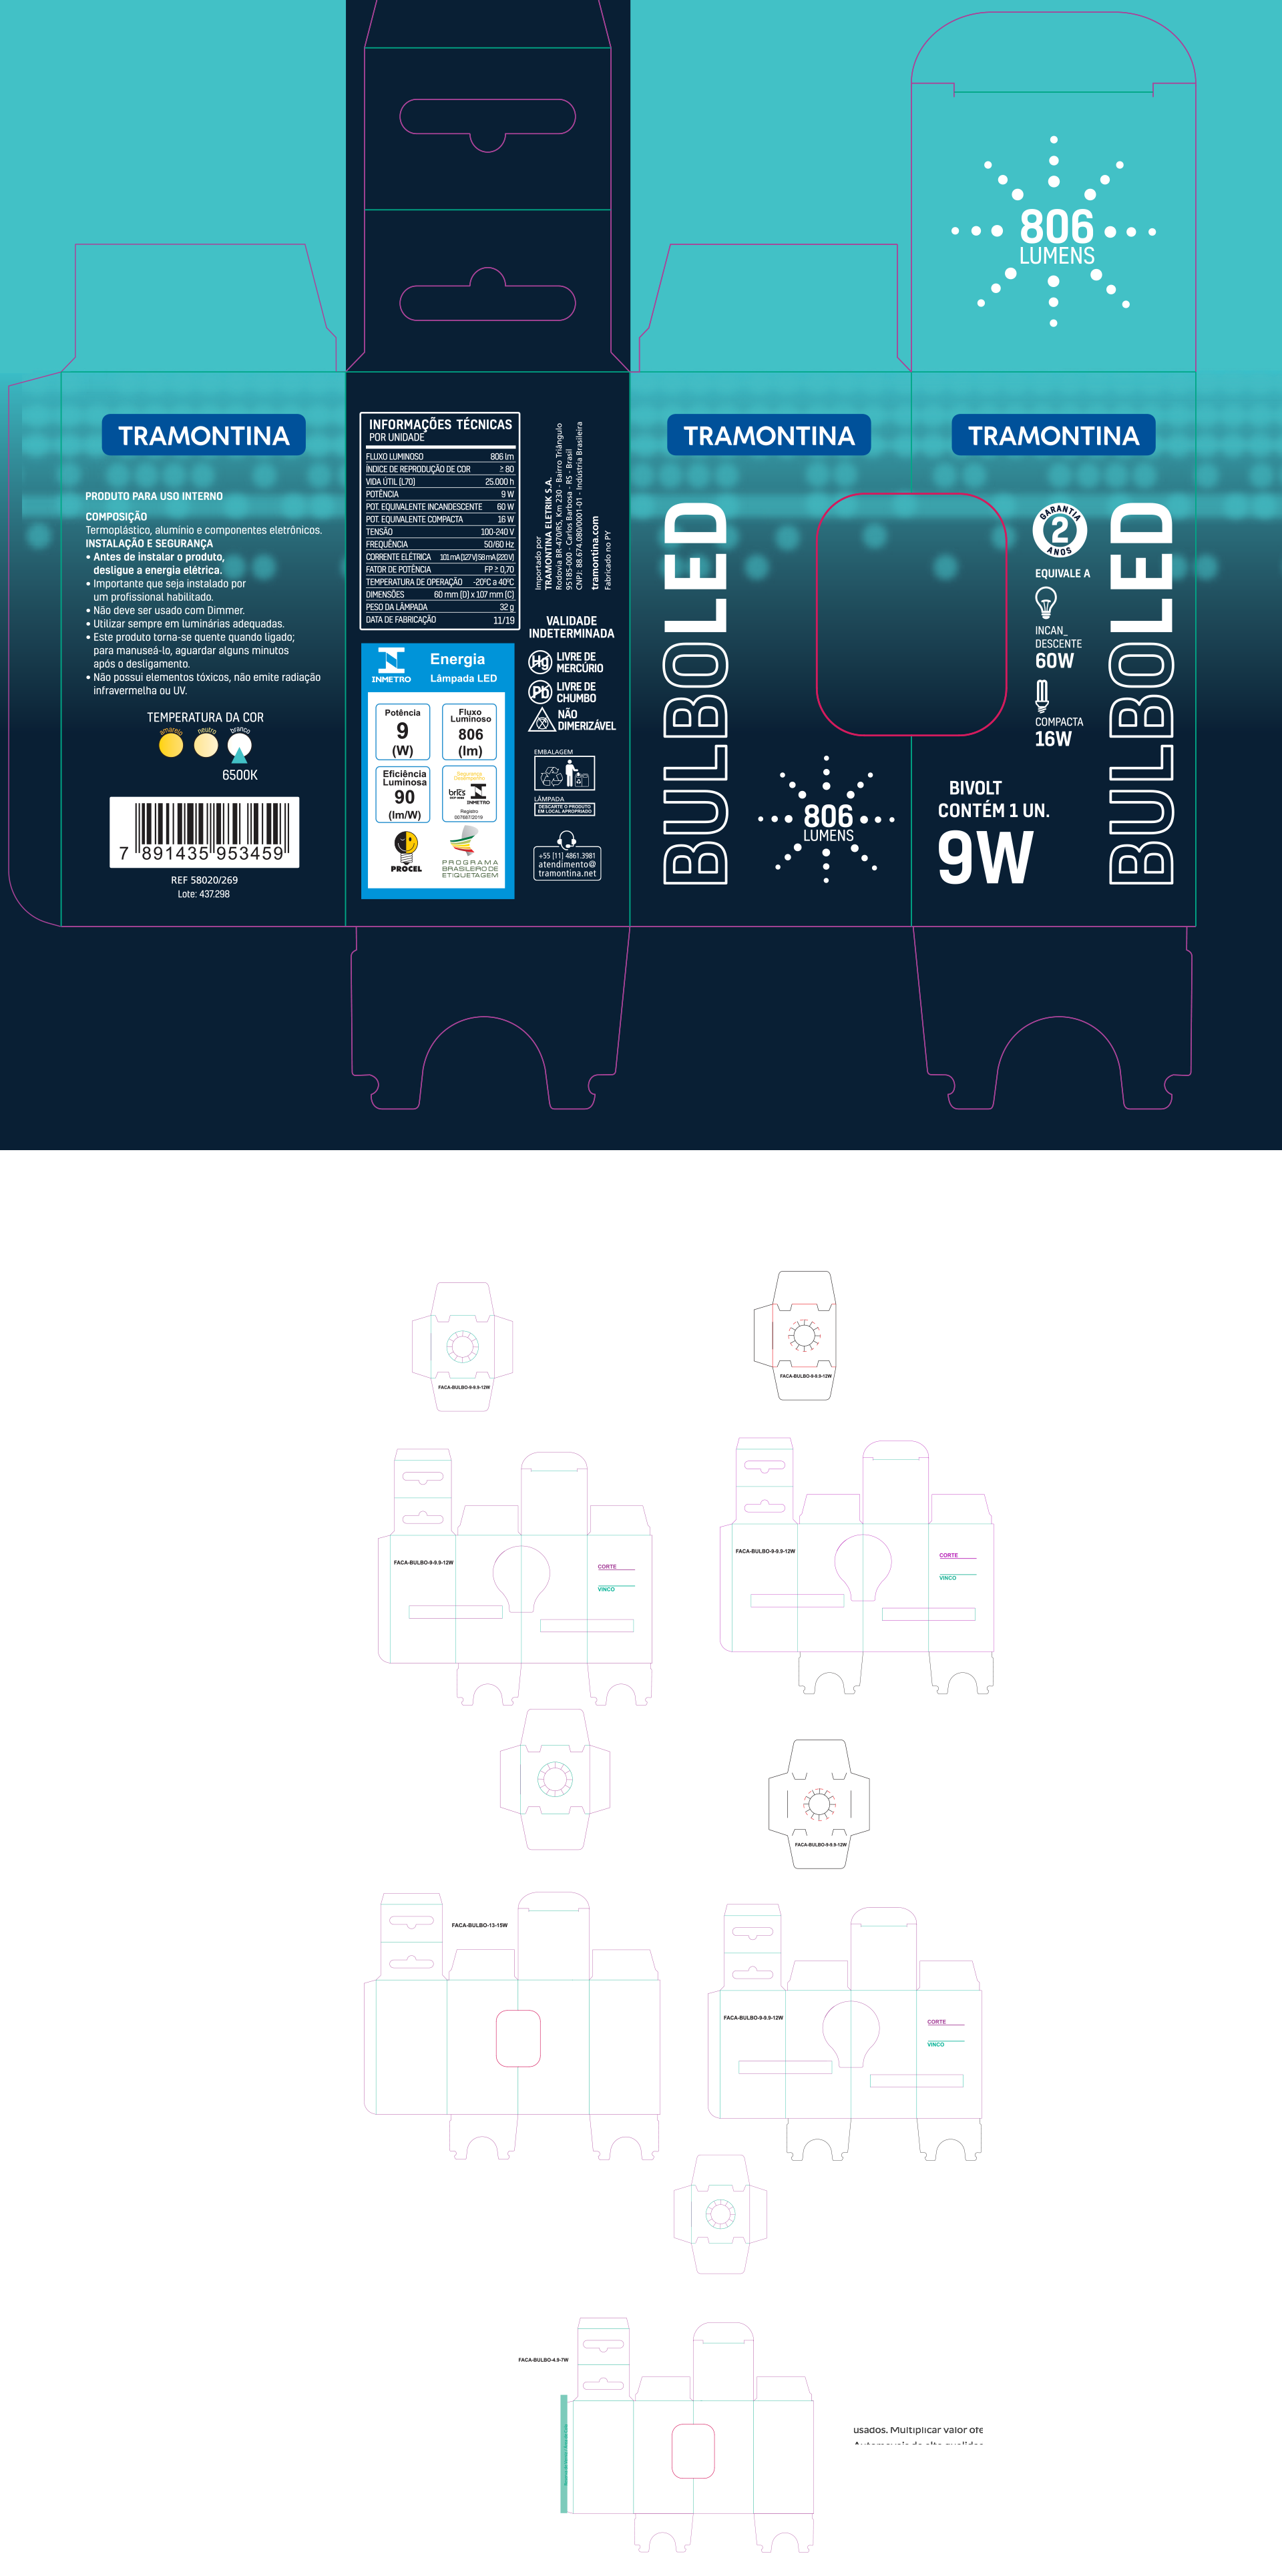 806
LUMENS
TRAMONTINA
PRODUTO PARA USO INTERNO
COMPOSIÇÃO
Termoplástico, alumínio e componentes eletrônicos.
INSTALAÇÃO E SEGURANÇA
• Antes de instalar o produto,
desligue a energia elétrica.
• Importante que seja instalado por
um profissional habilitado.
• Não deve ser usado com Dimmer.
• Utilizar sempre em luminárias adequadas.
• Este produto torna-se quente quando ligado;
para manuseá-lo, aguardar alguns minutos
após o desligamento.
• Não possui elementos tóxicos, não emite radiação
infravermelha ou UV.
TEMPERATURA DA COR
amarelo neutro branco
6500K
7 891435 953459
REF 58020/269
Lote: 437.298
INFORMAÇÕES TÉCNICAS
POR UNIDADE
FLUXO LUMINOSO 806 lm
ÍNDICE DE REPRODUÇÃO DE COR ≥ 80
VIDA ÚTIL (L70) 25.000 h
POTÊNCIA 9 W
POT. EQUIVALENTE INCANDESCENTE 60 W
POT. EQUIVALENTE COMPACTA 16 W
TENSÃO 100-240 V
FREQUÊNCIA 50/60 Hz
CORRENTE ELÉTRICA 101 mA (127V) 58 mA (220V)
FATOR DE POTÊNCIA FP ≥ 0,70
TEMPERATURA DE OPERAÇÃO -20ºC a 40ºC
DIMENSÕES 60 mm (D) x 107 mm (C)
PESO DA LÂMPADA 32 g
DATA DE FABRICAÇÃO 11/19
Importado por
TRAMONTINA ELETRIK S.A.
Rodovia BR-470/RS, Km 230 - Bairro Triângulo
95185-000 - Carlos Barbosa - RS - Brasil
CNPJ: 88.674.080/0001-01 - Indústria Brasileira
tramontina.com
Fabricado no PY
INMETRO
Energia
Lâmpada LED
Potência
9
(W)
Fluxo
Luminoso
806
(lm)
Eficiência
Luminosa
90
(lm/W)
Segurança
Desempenho
brics
INMETRO
Registro
007687/2019
PROCEL
PROGRAMA
BRASILEIRO DE
ETIQUETAGEM
VALIDADE
INDETERMINADA
Hg
LIVRE DE
MERCÚRIO
Pb
LIVRE DE
CHUMBO
NÃO
DIMERIZÁVEL
EMBALAGEM
LÂMPADA
DESCARTE O PRODUTO
EM LOCAL APROPRIADO
+55 [11] 4861.3981
atendimento@
tramontina.net
TRAMONTINA
BULBOLED
806
LUMENS
TRAMONTINA
GARANTIA
2
ANOS
EQUIVALE A
INCAN_
DESCENTE
60W
COMPACTA
16W
BIVOLT
CONTÉM 1 UN.
9W
BULBOLED
FACA-BULBO-9-9.9-12W
FACA-BULBO-9-9.9-12W
FACA-BULBO-9-9.9-12W
CORTE
VINCO
FACA-BULBO-9-9.9-12W
CORTE
VINCO
FACA-BULBO-9-9.9-12W
FACA-BULBO-13-15W
FACA-BULBO-9-9.9-12W
CORTE
VINCO
FACA-BULBO-4.9-7W
usados. Multiplicar valor ofe